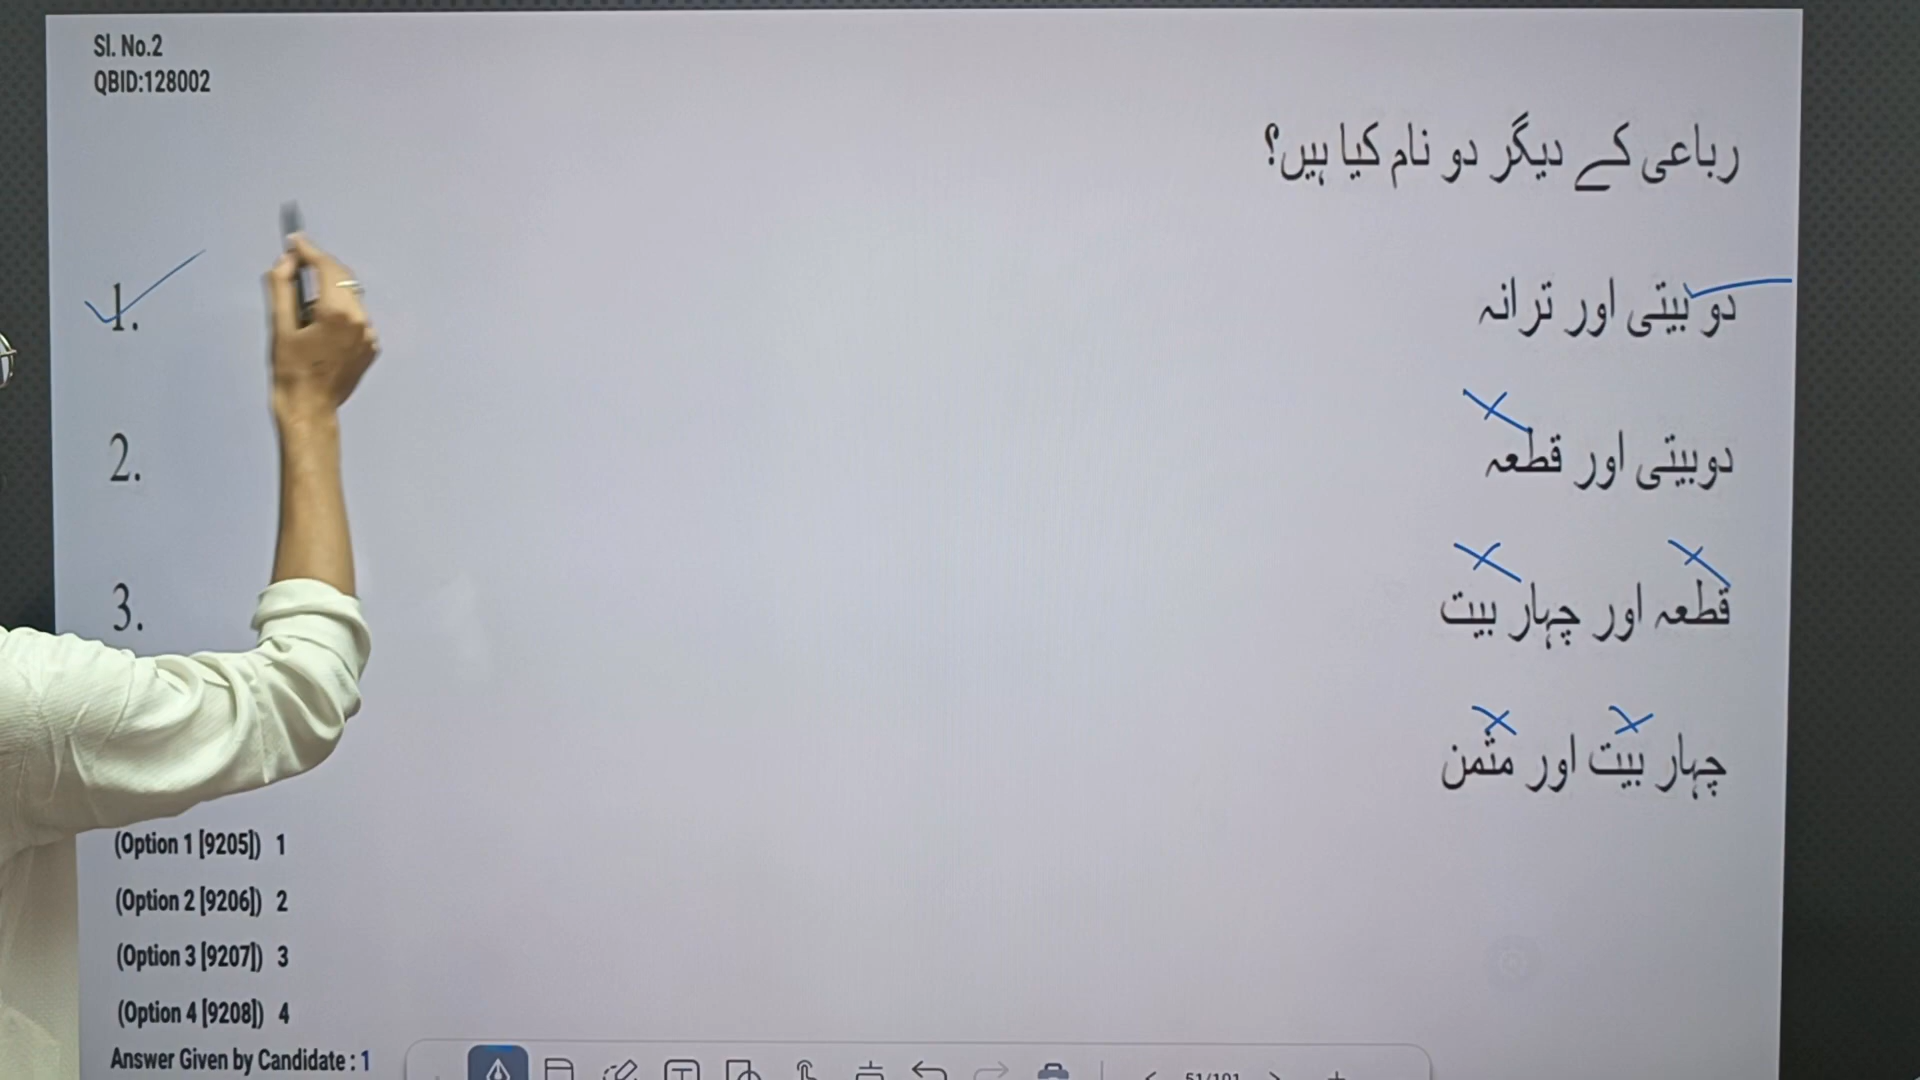 Sl. No.2
QBID:128002
رباعی کے دیگر دو نام کیا ہیں؟
1. دو بیتی اور ترانہ
2. دوبیتی اور قطعہ
3. قطعہ اور چہار بیت
چہار بیت اور مثمن
(Option 1 [9205]) 1
(Option 2 [9206]) 2
(Option 3 [9207]) 3
(Option 4 [9208]) 4
Answer Given by Candidate : 1
51/101